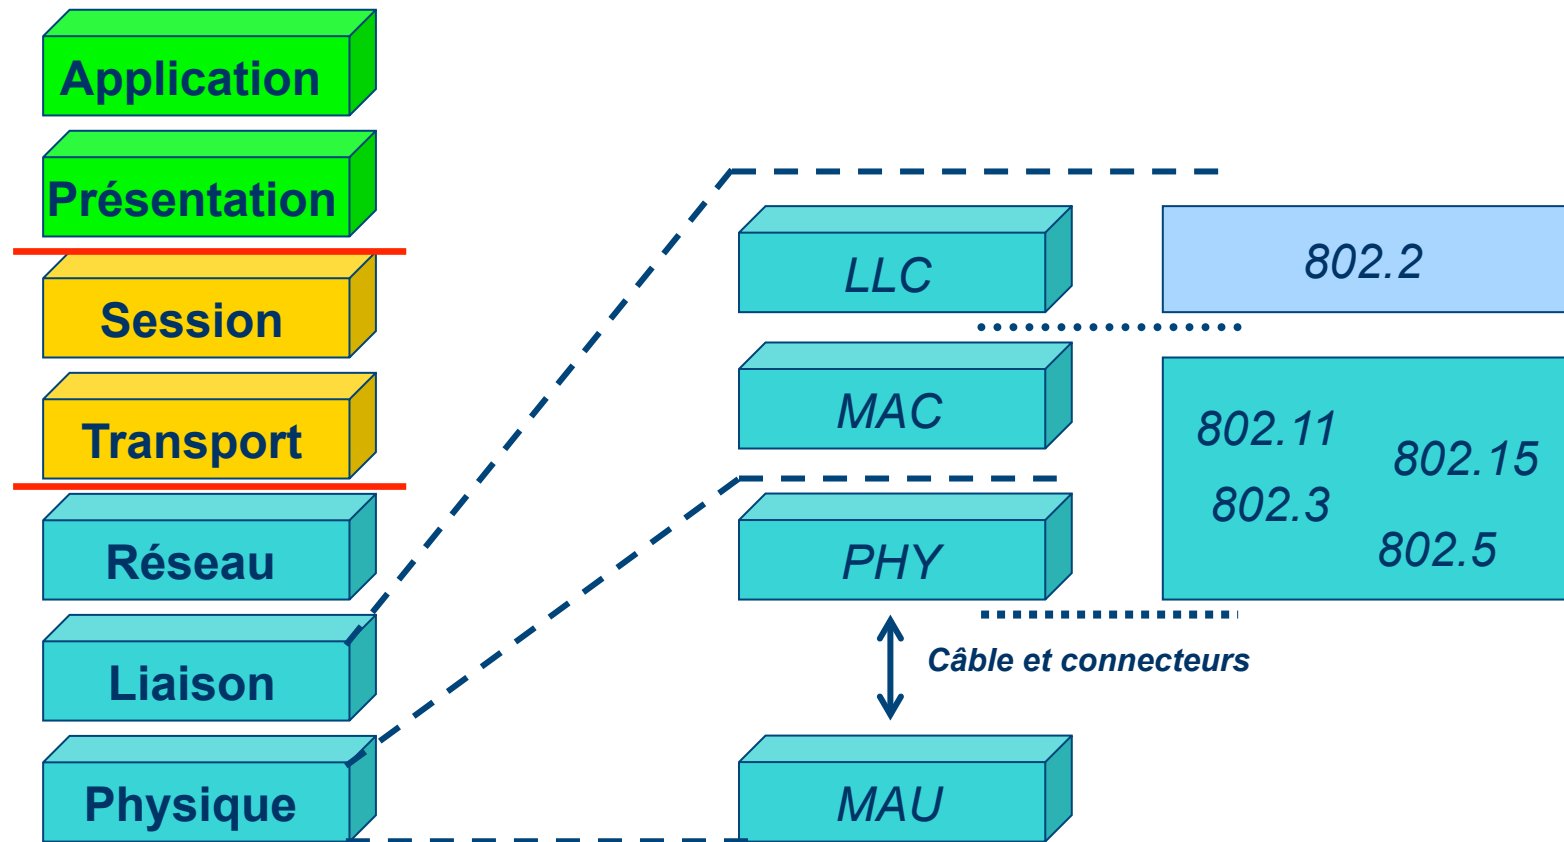 Application
Présentation
Session
Transport
Réseau
Liaison
Physique
LLC
MAC
PHY
Câble et connecteurs
MAU
802.2
802.11
802.15
802.3
802.5